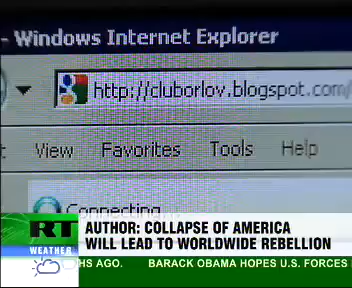 - Windows Internet Explorer
http://cluborlov.blogspot.com/
t View Favorites Tools Help
Connecting
RT
WEATHER
AUTHOR: COLLAPSE OF AMERICA
WILL LEAD TO WORLDWIDE REBELLION
HS AGO. BARACK OBAMA HOPES U.S. FORCES